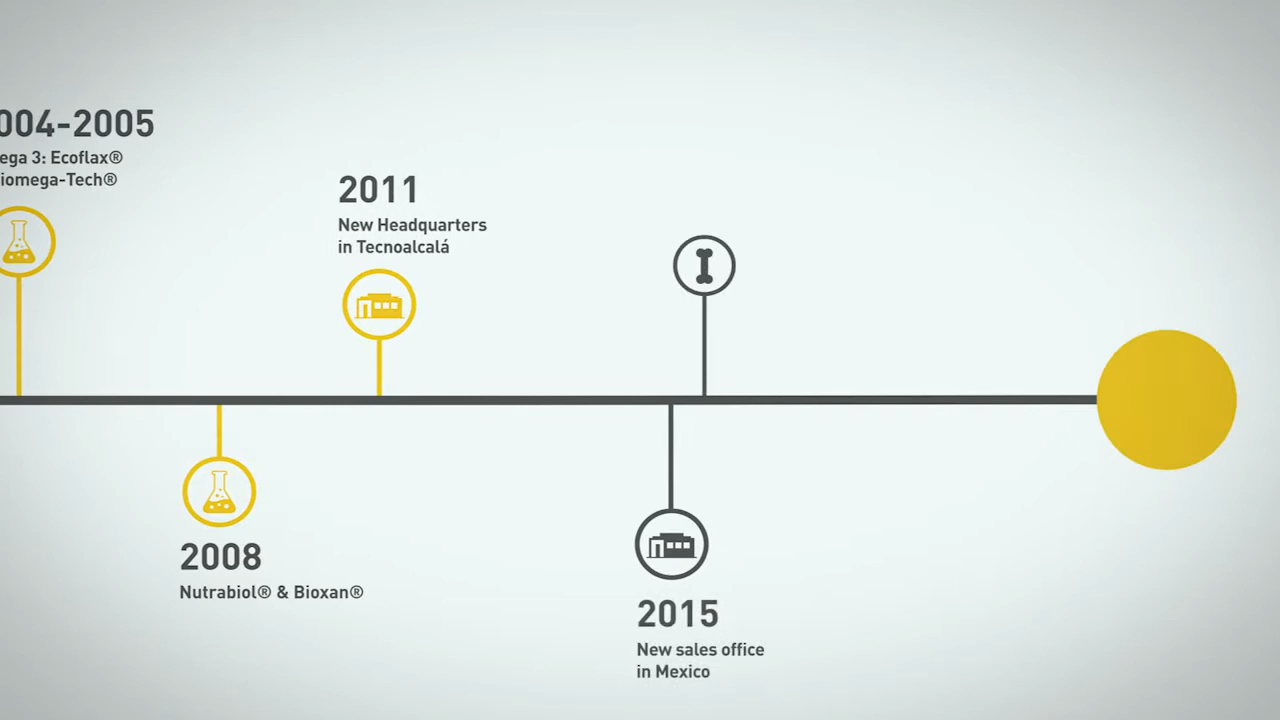 004-2005
ega 3: Ecoflax®
iomega-Tech®
2011
New Headquarters
in Tecnoalcalá
2008
Nutrabiol® & Bioxan®
2015
New sales office
in Mexico